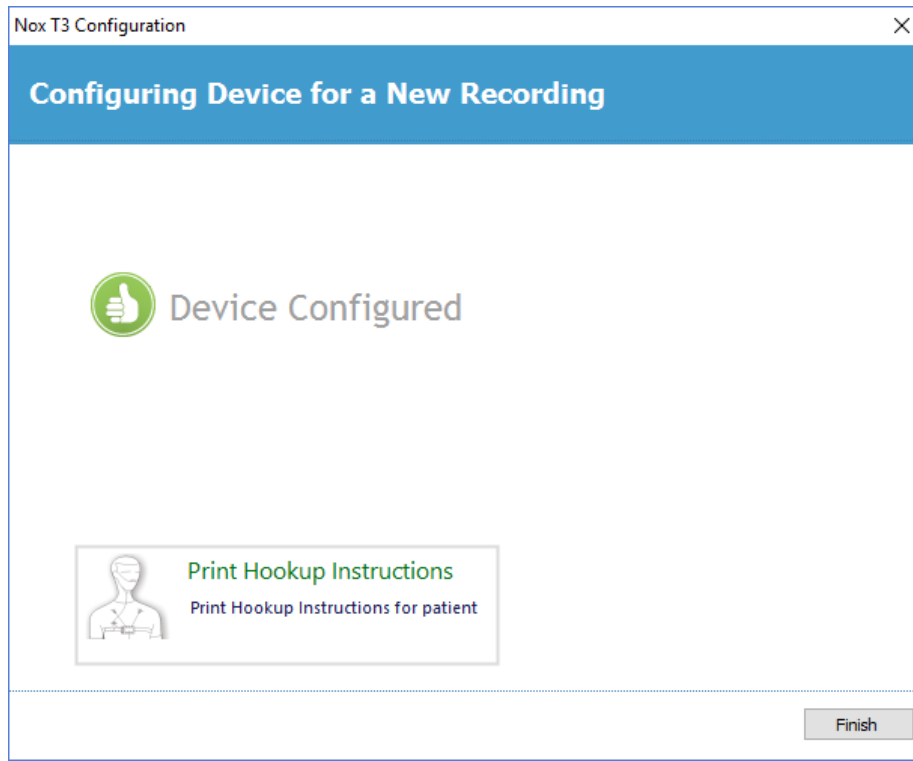 Nox T3 Configuration
Configuring Device for a New Recording
Device Configured
Print Hookup Instructions
Print Hookup Instructions for patient
Finish